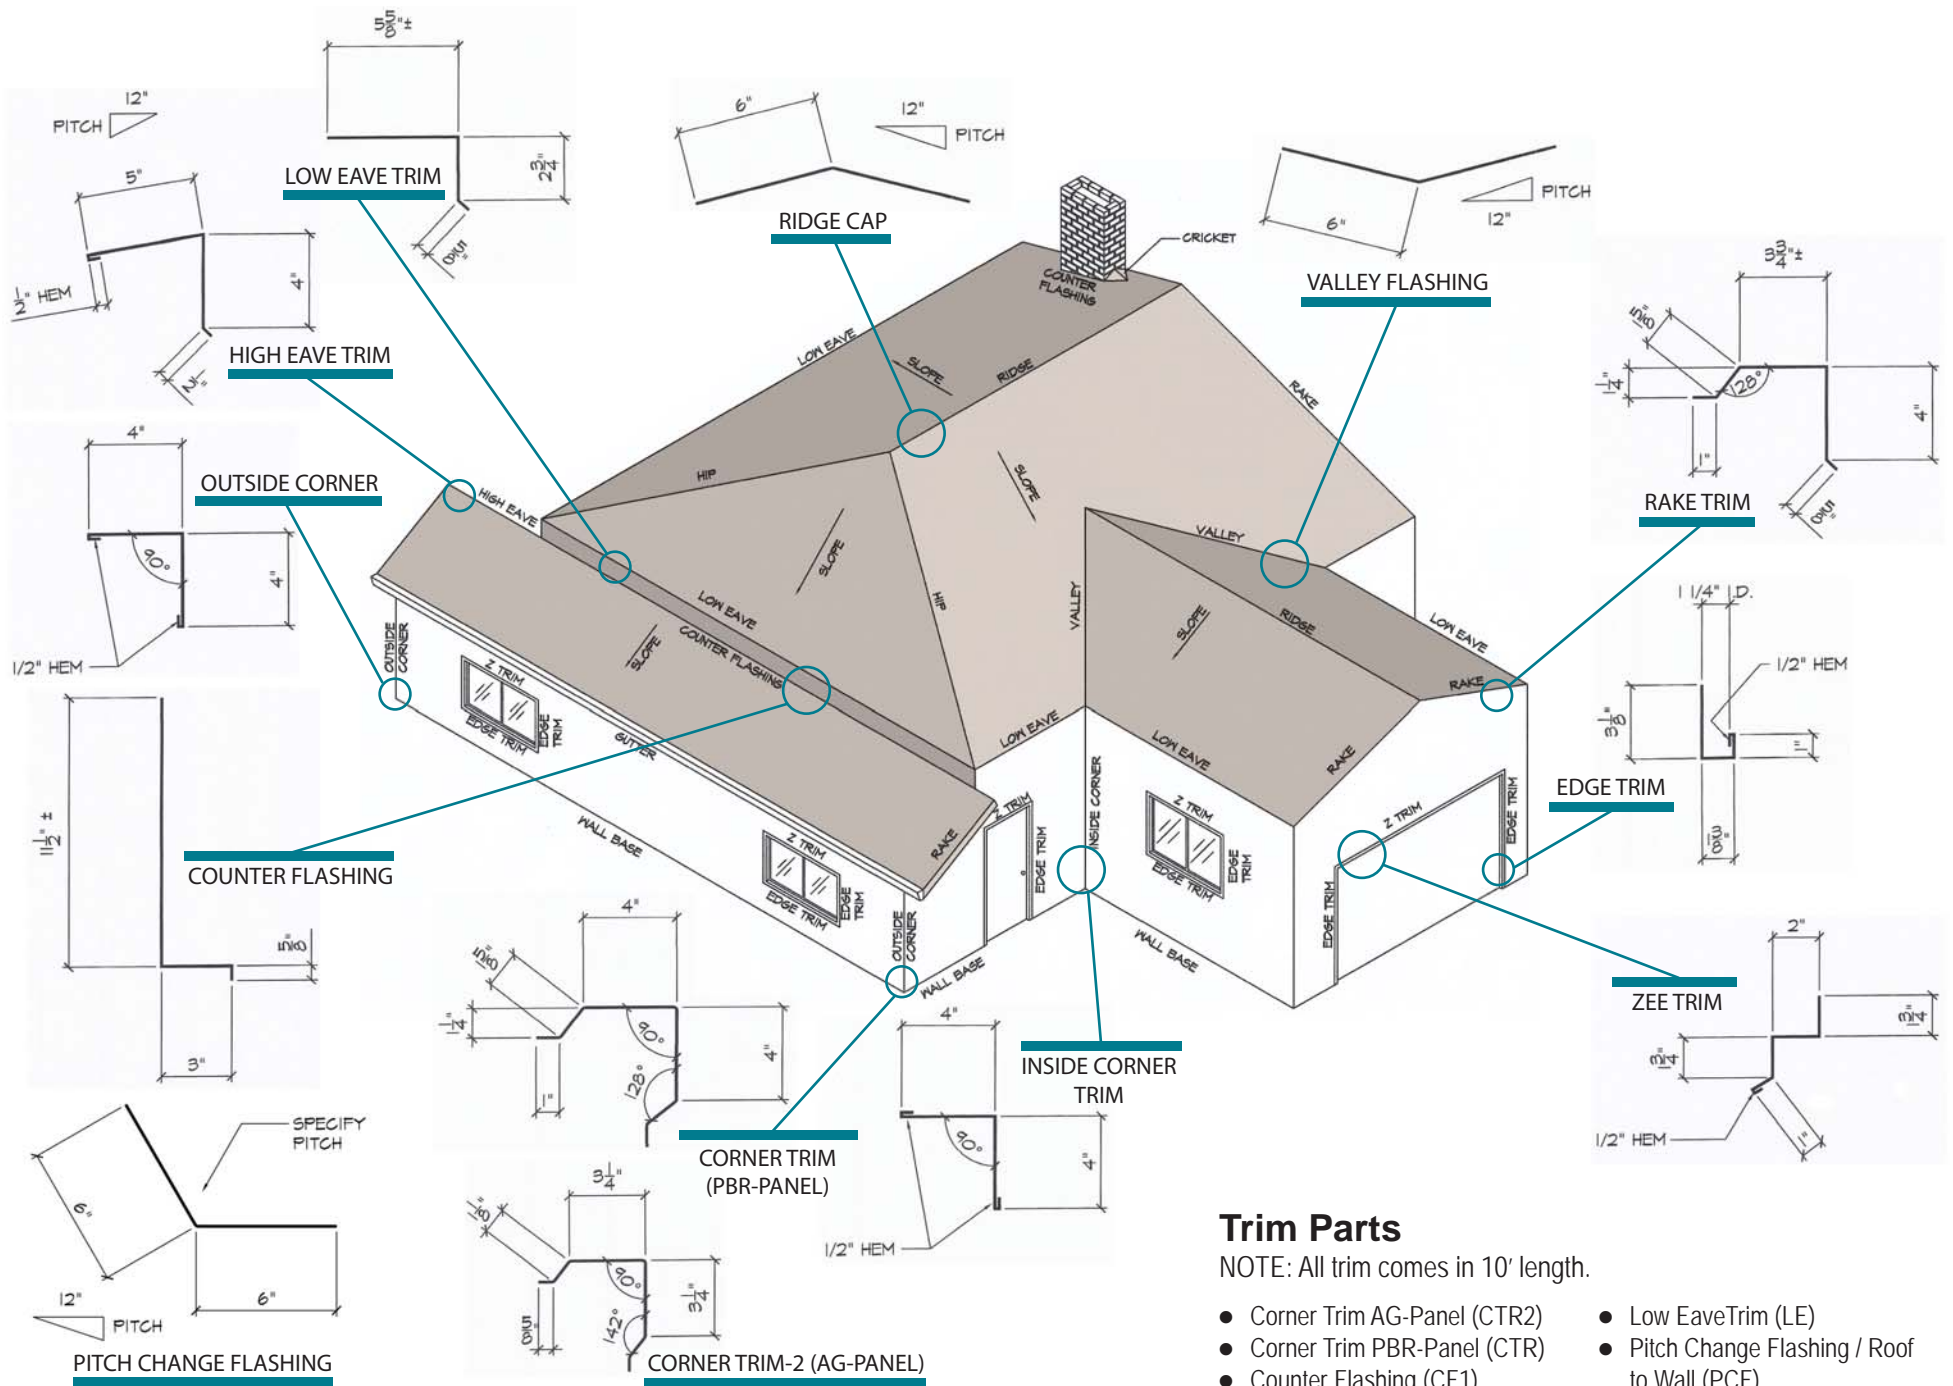 5 5/8" ±
12"
PITCH
5"
1/2" HEM
4"
2 3/4"
5/8"
LOW EAVE TRIM
6"
12"
PITCH
RIDGE CAP
CRICKET
COUNTER
FLASHING
6"
PITCH
12"
VALLEY FLASHING
3 3/4" ±
5/8"
1 1/4"
128°
1"
4"
5/8"
RAKE TRIM
HIGH EAVE TRIM
4"
90°
4"
1/2" HEM
OUTSIDE CORNER
LOW EAVE
SLOPE
RIDGE
RAKE
HIP
SLOPE
HIGH EAVE
SLOPE
VALLEY
HIP
LOW EAVE
COUNTER FLASHING
SLOPE
VALLEY
SLOPE
RIDGE
LOW EAVE
RAKE
OUTSIDE
CORNER
Z TRIM
EDGE TRIM
EDGE
TRIM
GUTTER
LOW EAVE
LOW EAVE
RAKE
1 1/4" I.D.
1/2" HEM
3 1/8"
1"
EDGE TRIM
11 1/2" ±
5/8"
3"
COUNTER FLASHING
WALL BASE
Z TRIM
EDGE TRIM
EDGE
TRIM
RAKE
Z TRIM
EDGE TRIM
INSIDE CORNER
Z TRIM
EDGE TRIM
EDGE
TRIM
Z TRIM
EDGE TRIM
EDGE TRIM
OUTSIDE
CORNER
WALL BASE
WALL BASE
4"
5/8"
1 1/4"
90°
4"
128°
1"
CORNER TRIM
(PBR-PANEL)
4"
90°
4"
1/2" HEM
INSIDE CORNER
TRIM
ZEE TRIM
2"
1 3/4"
1 3/4"
1/2" HEM
1"
SPECIFY
PITCH
6"
12"
PITCH
6"
PITCH CHANGE FLASHING
3 1/4"
90°
3 1/4"
142°
5/8"
CORNER TRIM-2 (AG-PANEL)
Trim Parts
NOTE: All trim comes in 10' length.
● Corner Trim AG-Panel (CTR2)
● Corner Trim PBR-Panel (CTR)
● Counter Flashing (CF1)
● Low EaveTrim (LE)
● Pitch Change Flashing / Roof
to Wall (PCF)